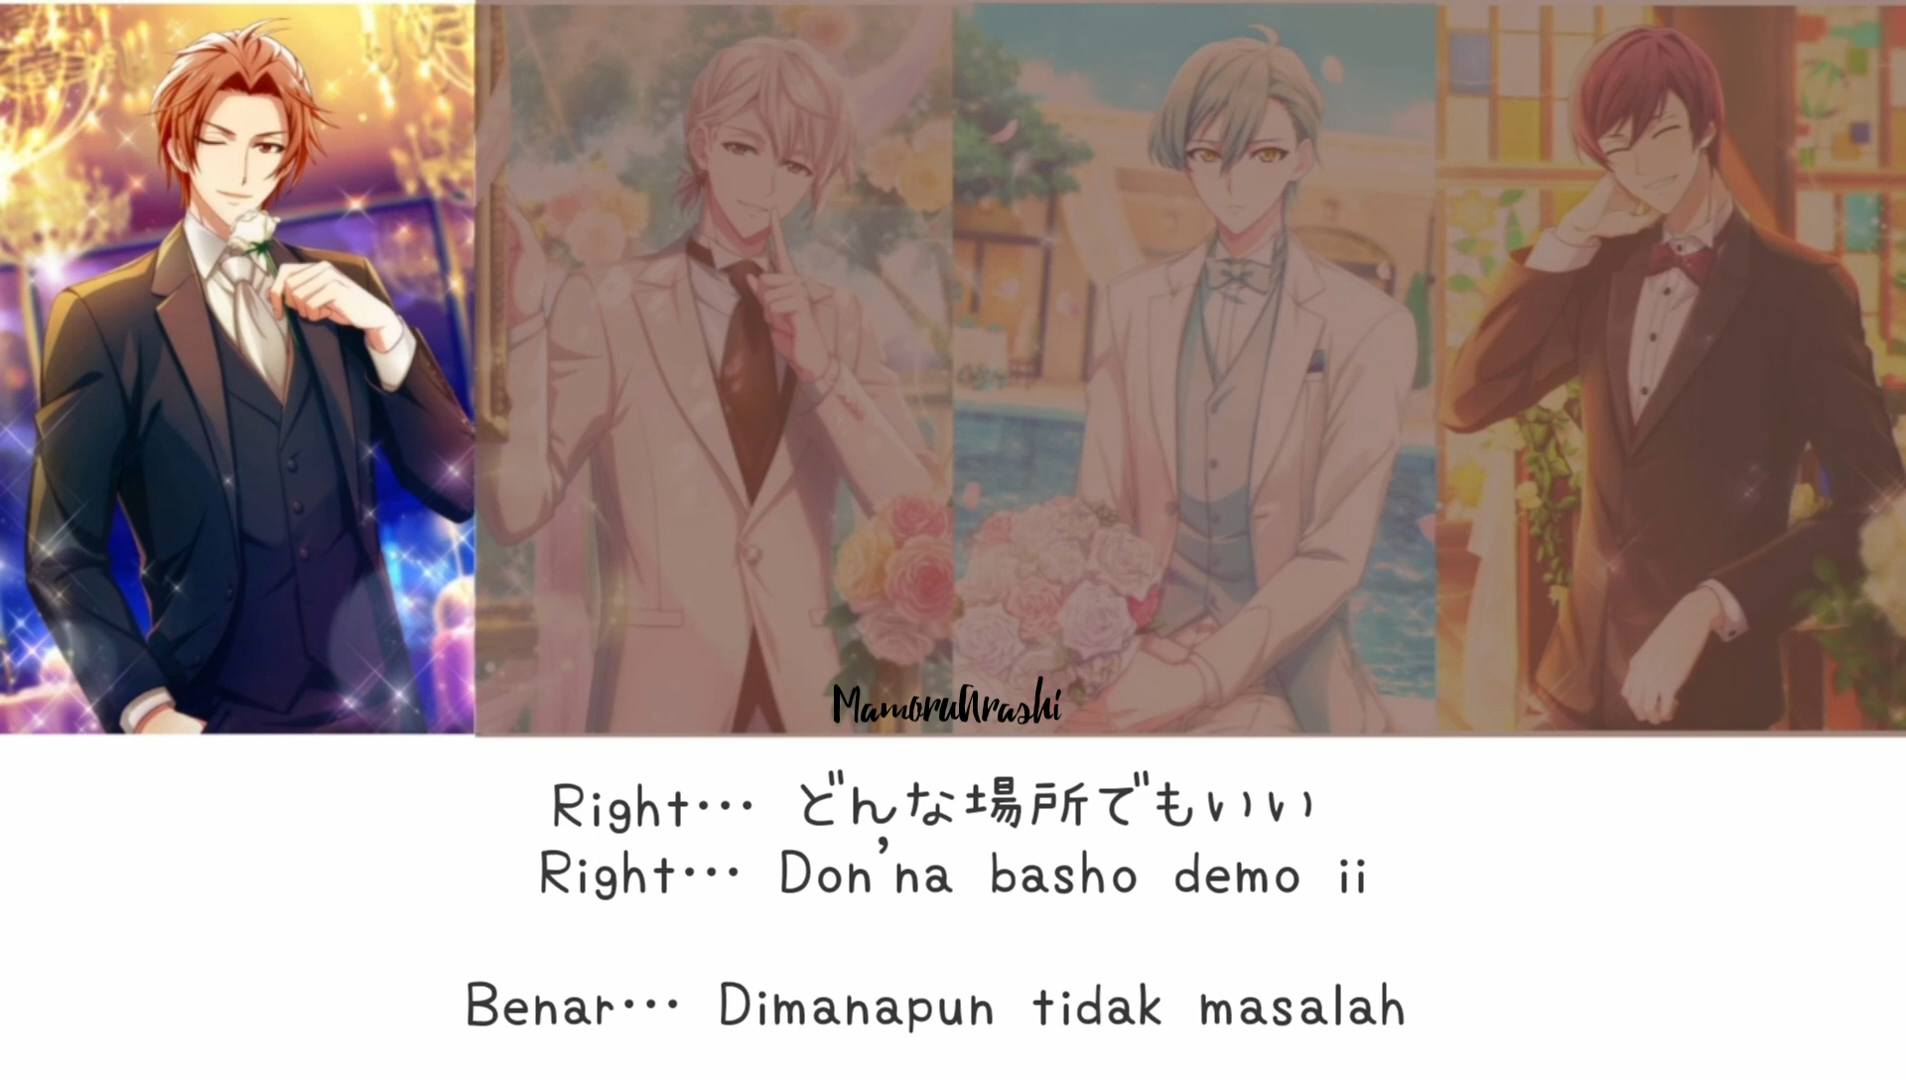 MamoruArashi
Right… どんな場所でもいい
Right… Don'na basho demo ii
Benar… Dimanapun tidak masalah